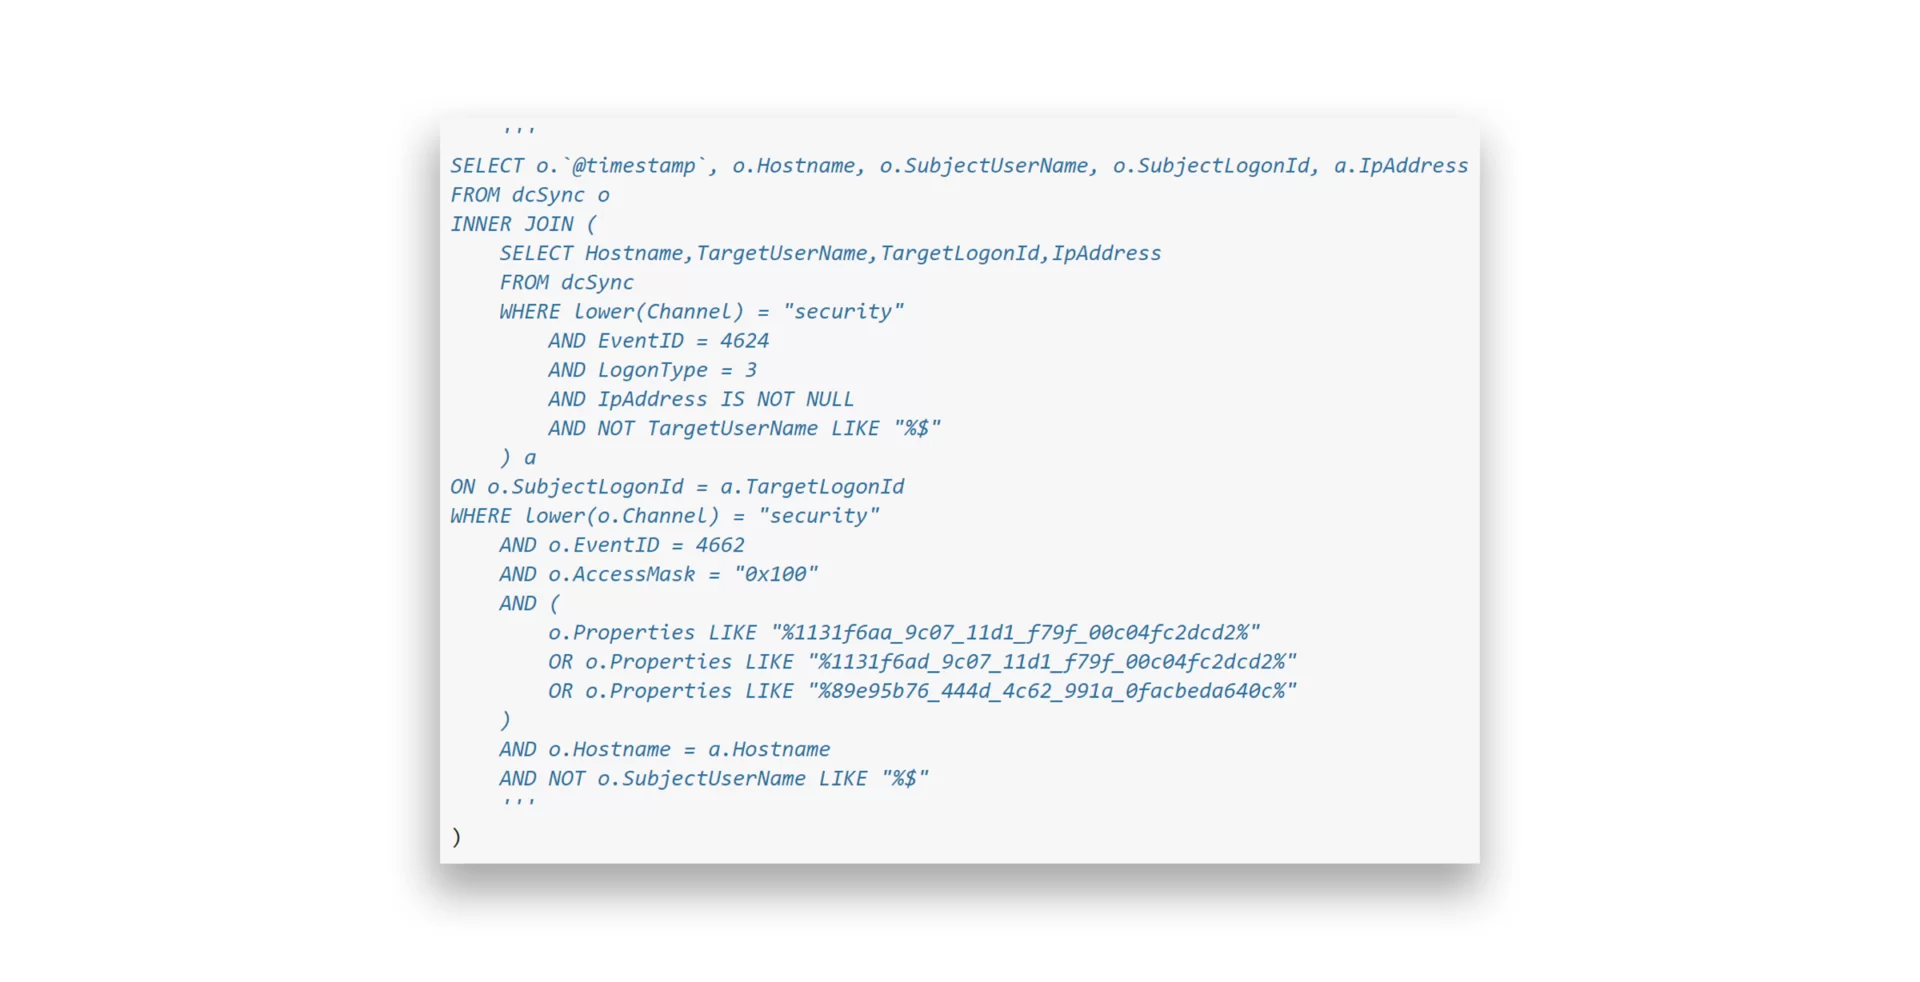 '''
SELECT o.`@timestamp`, o.Hostname, o.SubjectUserName, o.SubjectLogonId, a.IpAddress
FROM dcSync o
INNER JOIN (
    SELECT Hostname,TargetUserName,TargetLogonId,IpAddress
    FROM dcSync
    WHERE lower(Channel) = "security"
        AND EventID = 4624
        AND LogonType = 3
        AND IpAddress IS NOT NULL
        AND NOT TargetUserName LIKE "%$"
    ) a
ON o.SubjectLogonId = a.TargetLogonId
WHERE lower(o.Channel) = "security"
    AND o.EventID = 4662
    AND o.AccessMask = "0x100"
    AND (
        o.Properties LIKE "%1131f6aa_9c07_11d1_f79f_00c04fc2dcd2%"
        OR o.Properties LIKE "%1131f6ad_9c07_11d1_f79f_00c04fc2dcd2%"
        OR o.Properties LIKE "%89e95b76_444d_4c62_991a_0facbeda640c%"
    )
    AND o.Hostname = a.Hostname
    AND NOT o.SubjectUserName LIKE "%$"
    '''
)